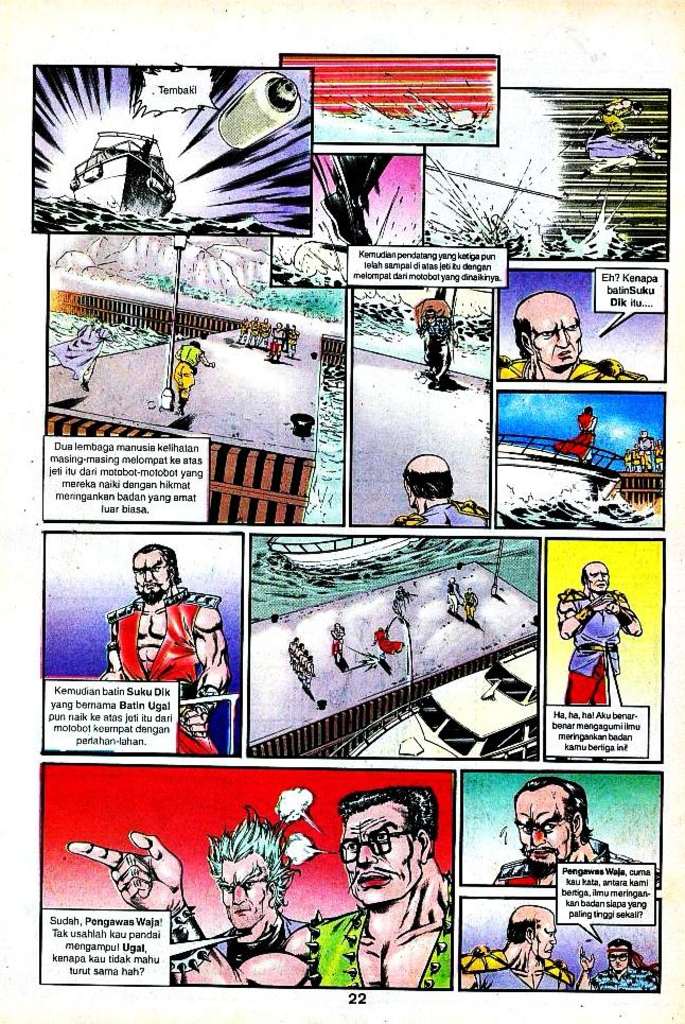 Tembak!
Kemudian pendatang yang ketiga pun
telah sampai di atas jeti itu dengan
melompat dari motobot yang dinaikinya.
Eh? Kenapa
batinSuku
Dik itu....
Dua lembaga manusia kelihatan
masing-masing melompat ke atas
jeti itu dari motobot-motobot yang
mereka naiki dengan hikmat
meringankan badan yang amat
luar biasa.
Kemudian batin Suku Dik
yang bernama Batin Ugal
pun naik ke atas jeti itu dari
motobot keempat dengan
perlahan-lahan.
Ha, ha, ha! Aku benar-
benar mengagumi ilmu
meringankan badan
kamu bertiga ini!
Sudah, Pengawas Waja!
Tak usahlah kau pandai
mengampu! Ugal,
kenapa kau tidak mahu
turut sama hah?
Pengawas Waja, cuma
kau kata, antara kami
bertiga, ilmu meringan-
kan badan siapa yang
paling tinggi sekali?
22